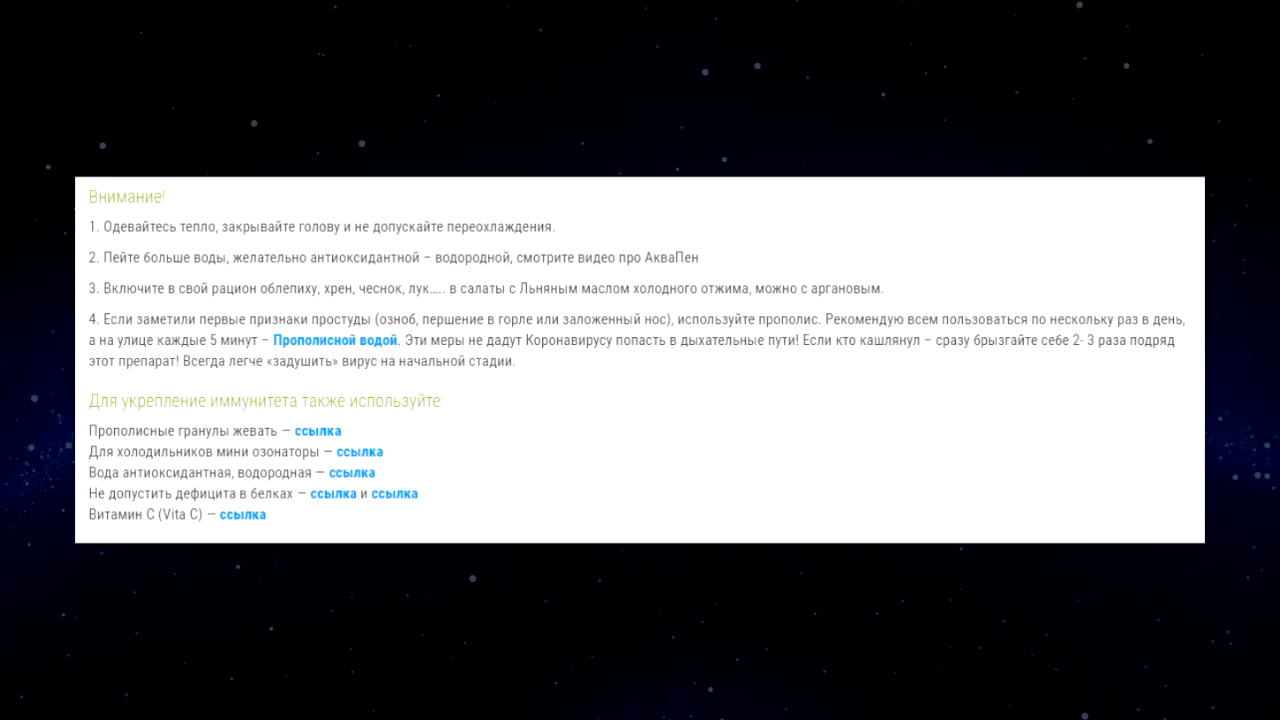 Внимание!
1. Одевайтесь тепло, закрывайте голову и не допускайте переохлаждения.
2. Пейте больше воды, желательно антиоксидантной – водородной, смотрите видео про АкваПен
3. Включите в свой рацион облепиху, хрен, чеснок, лук….. в салаты с Льняным маслом холодного отжима, можно с аргановым.
4. Если заметили первые признаки простуды (озноб, першение в горле или заложенный нос), используйте прополис. Рекомендую всем пользоваться по нескольку раз в день,
а на улице каждые 5 минут – Прополисной водой. Эти меры не дадут Коронавирусу попасть в дыхательные пути! Если кто кашлянул – сразу брызгайте себе 2- 3 раза подряд
этот препарат! Всегда легче «задушить» вирус на начальной стадии.
Для укрепление иммунитета также используйте:
Прополисные гранулы жевать — ссылка
Для холодильников мини озонаторы — ссылка
Вода антиоксидантная, водородная — ссылка
Не допустить дефицита в белках — ссылка и ссылка
Витамин С (Vita C) — ссылка